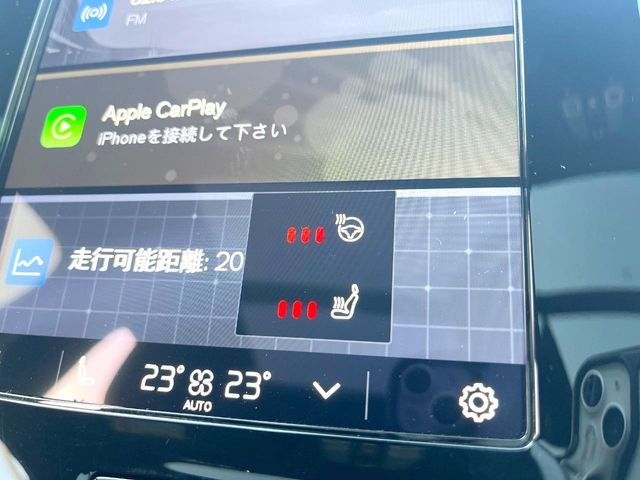 FM
Apple CarPlay
iPhoneを接続して下さい
走行可能距離: 20
23° 23°
AUTO